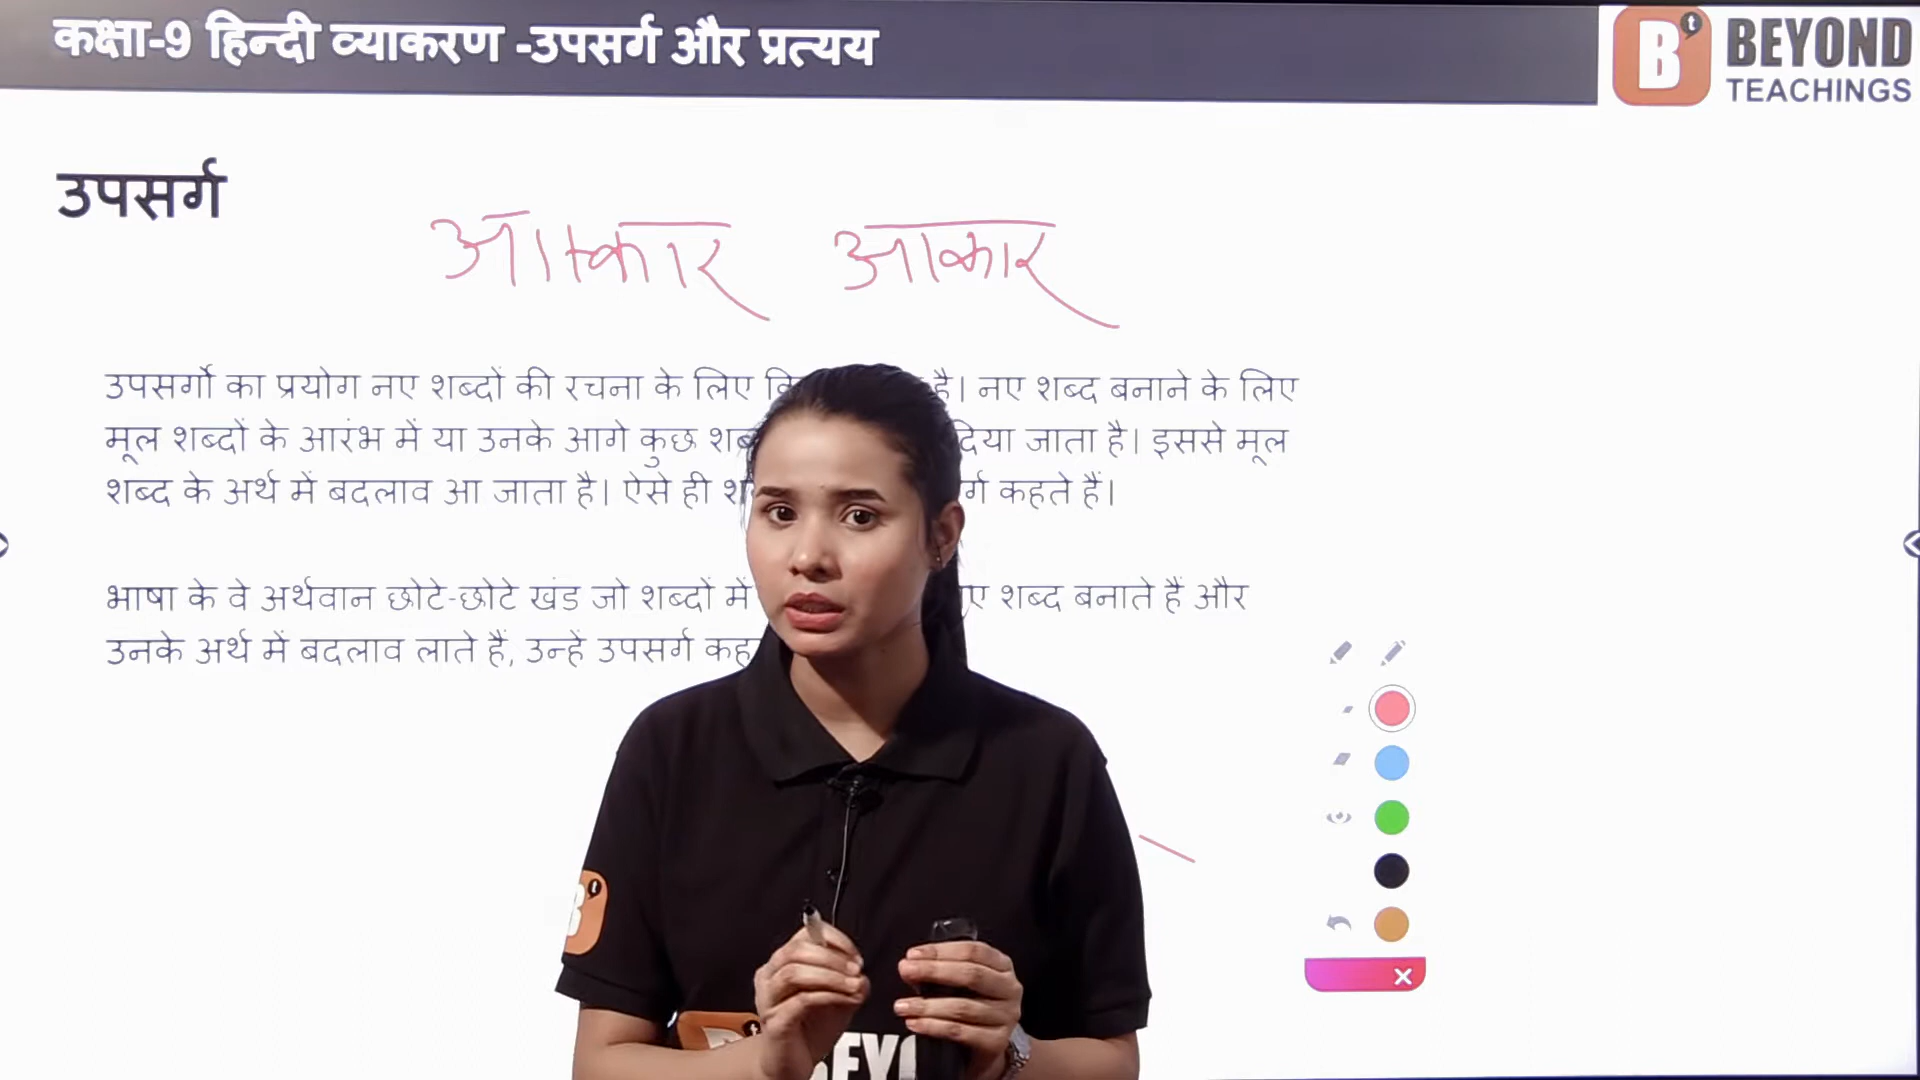 कक्षा-9 हिन्दी व्याकरण -उपसर्ग और प्रत्यय
B t BEYOND
TEACHINGS
उपसर्ग
आ+कार आकार
उपसर्गो का प्रयोग नए शब्दों की रचना के लिए है। नए शब्द बनाने के लिए
मूल शब्दों के आरंभ में या उनके आगे कुछ दिया जाता है। इससे मूल
शब्द के अर्थ में बदलाव आ जाता है। ऐसे ही कहते हैं।
भाषा के वे अर्थवान छोटे-छोटे खंड जो शब्दों में शब्द बनाते हैं और
उनके अर्थ में बदलाव लाते हैं, उन्हें उपसर्ग